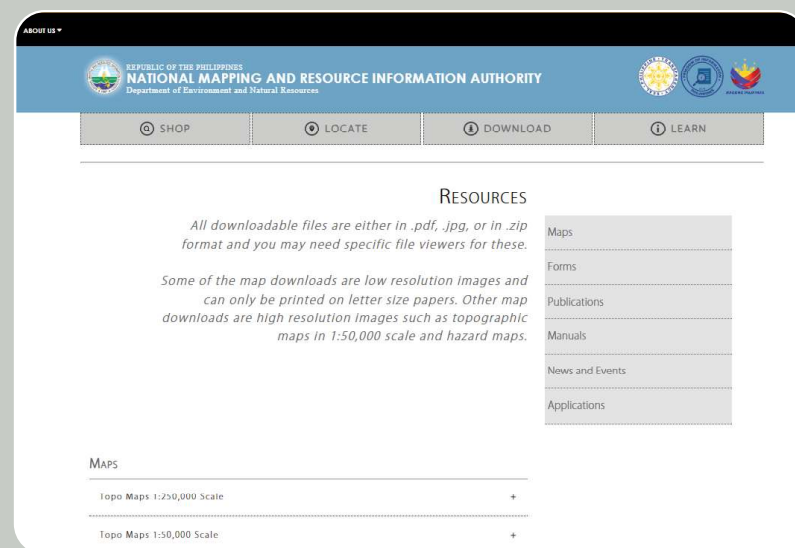 ABOUT US
REPUBLIC OF THE PHILIPPINES
NATIONAL MAPPING AND RESOURCE INFORMATION AUTHORITY
Department of Environment and Natural Resources
SHOP
LOCATE
DOWNLOAD
LEARN
RESOURCES
All downloadable files are either in .pdf, .jpg, or in .zip
format and you may need specific file viewers for these.
Some of the map downloads are low resolution images and
can only be printed on letter size papers. Other map
downloads are high resolution images such as topographic
maps in 1:50,000 scale and hazard maps.
Maps
Forms
Publications
Manuals
News and Events
Applications
MAPS
Topo Maps 1:250,000 Scale +
Topo Maps 1:50,000 Scale +